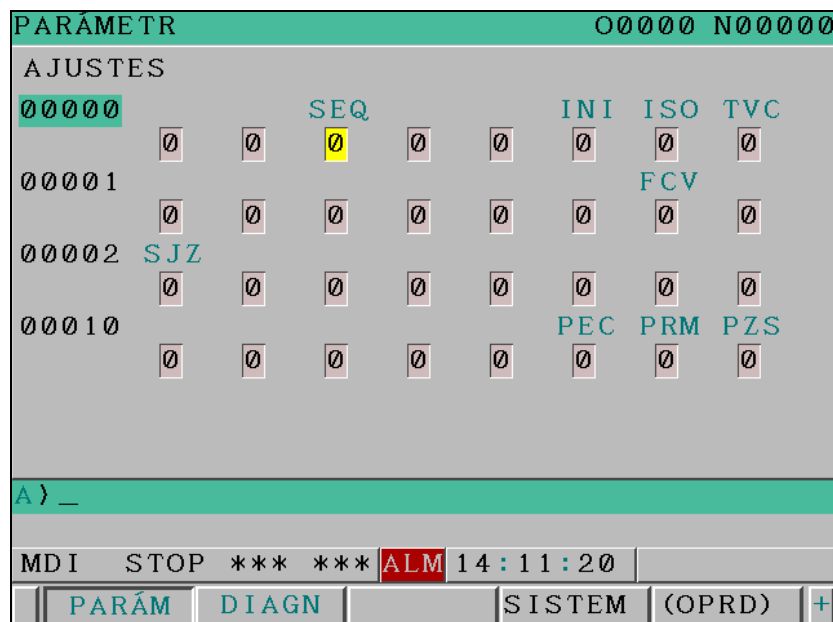 PARÁMETR O0000 N00000
AJUSTES
00000 SEQ INI ISO TVC
0 0 0 0 0 0 0 0
00001 FCV
0 0 0 0 0 0 0 0
00002 SJZ
0 0 0 0 0 0 0 0
00010 PEC PRM PZS
0 0 0 0 0 0 0 0
A>_
MDI STOP *** *** ALM 14:11:20
PARÁM DIAGN SISTEM (OPRD) +